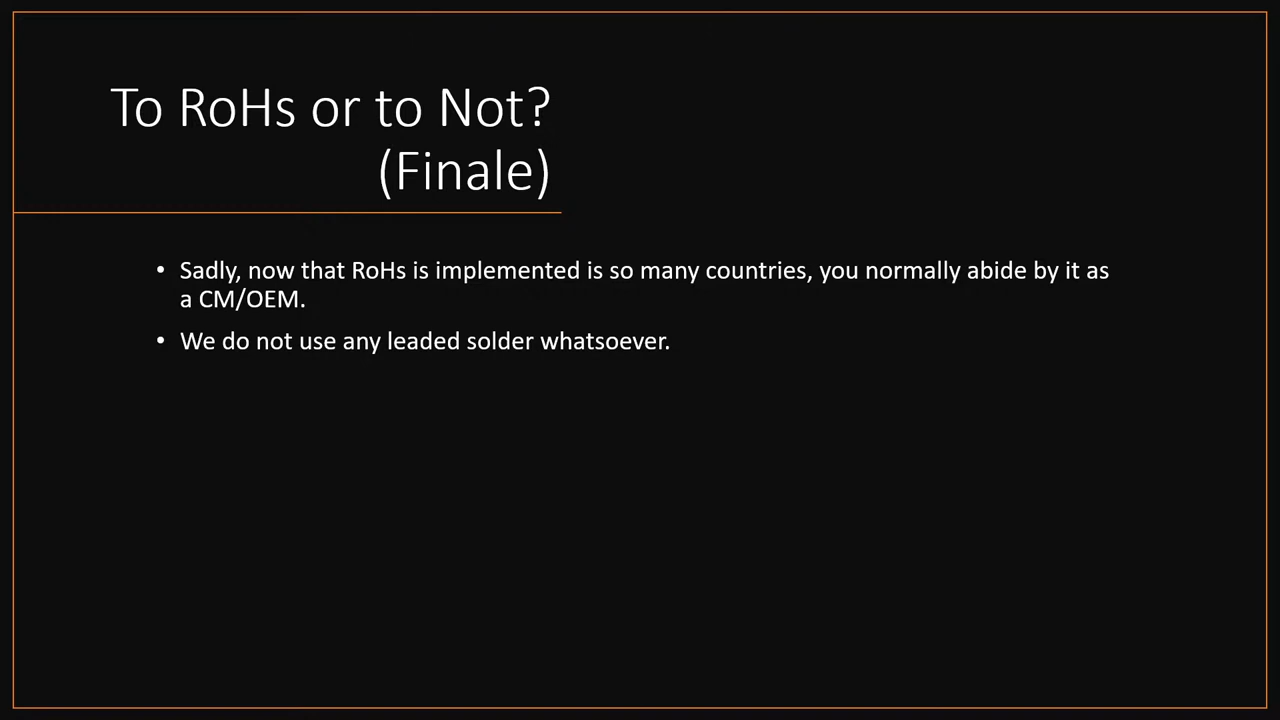 To RoHs or to Not?
(Finale)
• Sadly, now that RoHs is implemented is so many countries, you normally abide by it as
a CM/OEM.
• We do not use any leaded solder whatsoever.